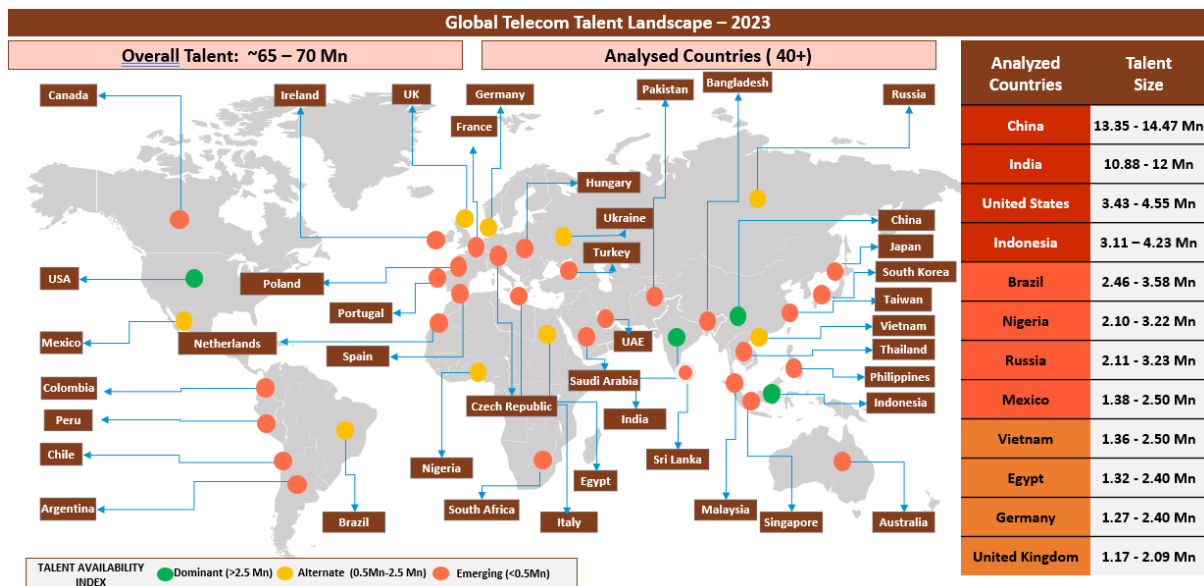 Global Telecom Talent Landscape – 2023
Overall Talent: ~65 – 70 Mn
Analysed Countries ( 40+)
Canada
Ireland
UK
Germany
France
Pakistan
Bangladesh
Russia
Hungary
Ukraine
Turkey
China
Japan
South Korea
Taiwan
Vietnam
Thailand
Philippines
Indonesia
USA
Poland
Portugal
Mexico
Netherlands
Spain
UAE
Saudi Arabia
India
Colombia
Peru
Chile
Argentina
Brazil
Czech Republic
Nigeria
South Africa
Italy
Egypt
Sri Lanka
Malaysia
Singapore
Australia
Analyzed Countries
Talent Size
China 13.35 - 14.47 Mn
India 10.88 - 12 Mn
United States 3.43 - 4.55 Mn
Indonesia 3.11 – 4.23 Mn
Brazil 2.46 - 3.58 Mn
Nigeria 2.10 - 3.22 Mn
Russia 2.11 - 3.23 Mn
Mexico 1.38 - 2.50 Mn
Vietnam 1.36 - 2.50 Mn
Egypt 1.32 - 2.40 Mn
Germany 1.27 - 2.40 Mn
United Kingdom 1.17 - 2.09 Mn
TALENT AVAILABILITY
INDEX
Dominant (>2.5 Mn)
Alternate (0.5Mn-2.5 Mn)
Emerging (<0.5Mn)